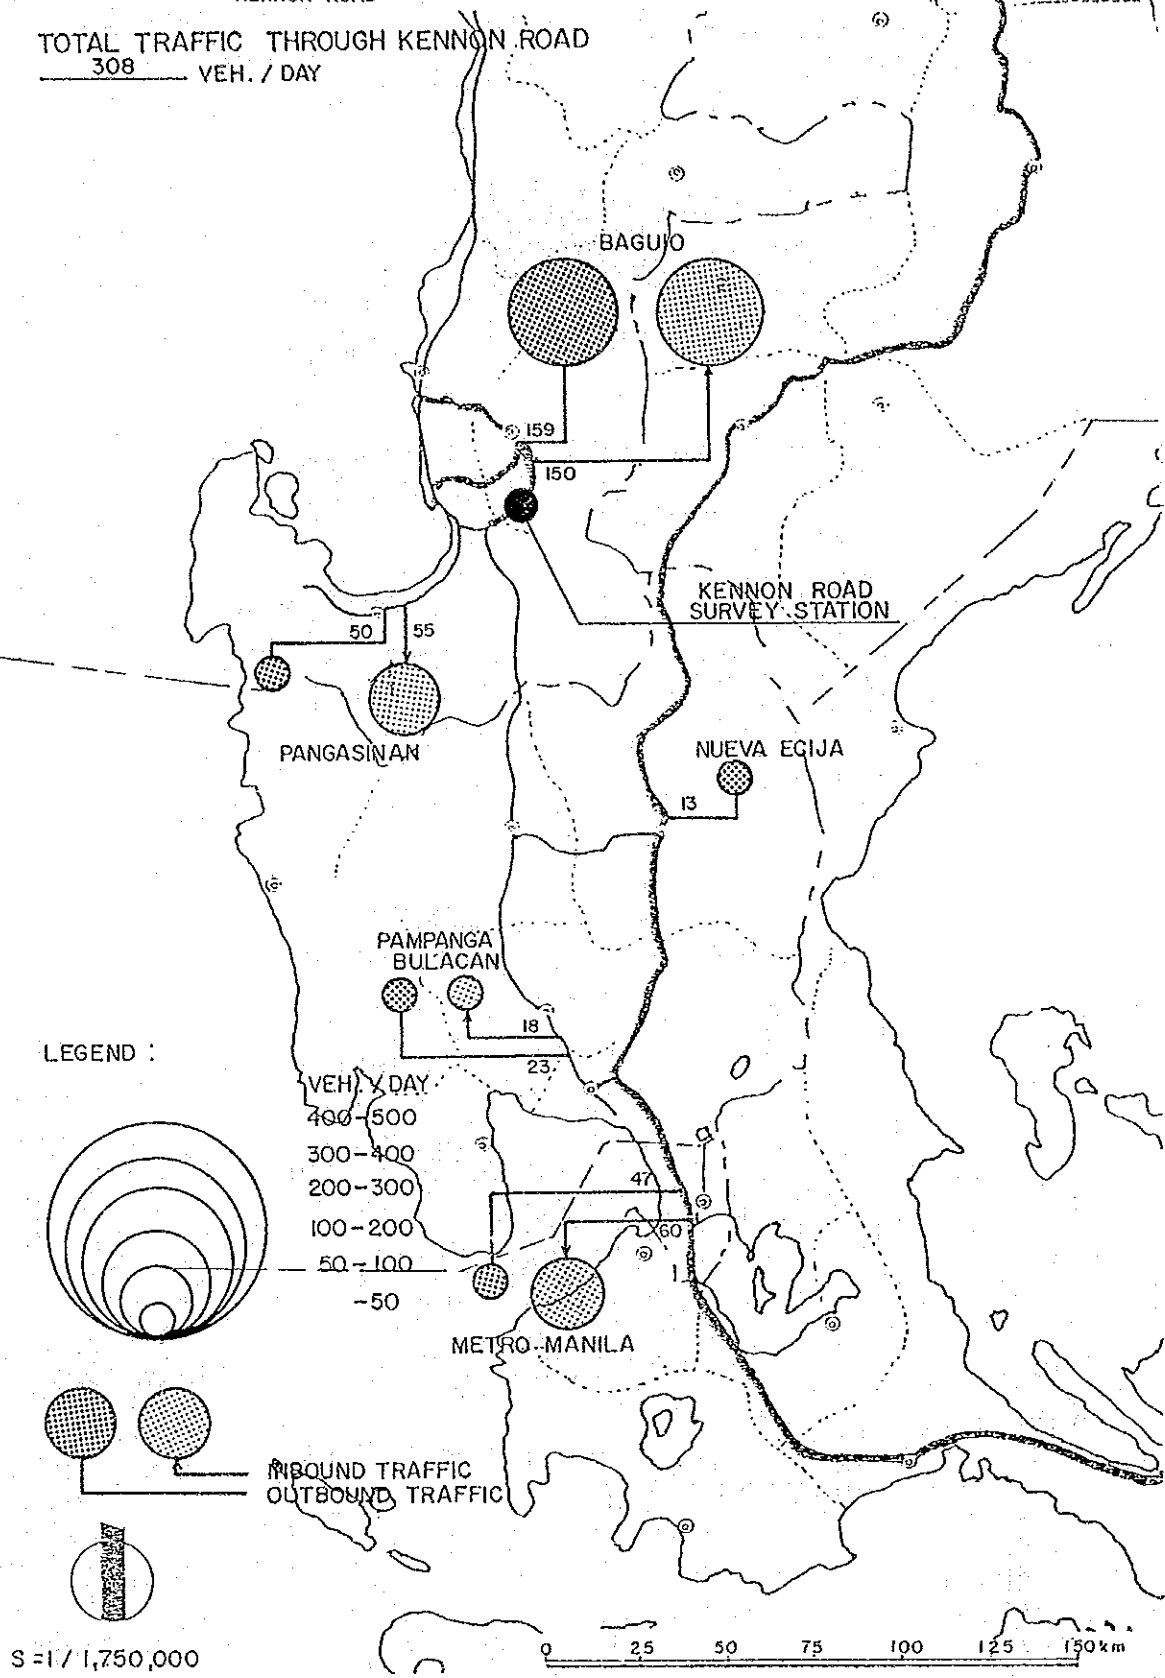 TOTAL TRAFFIC THROUGH KENNON ROAD
308 VEH. / DAY
BAGUIO
159
150
KENNON ROAD
SURVEY STATION
50
55
PANGASINAN
NUEVA ECIJA
13
PAMPANGA
BULACAN
18
23
LEGEND :
VEH. / DAY
400-500
300-400
200-300
100-200
50-100
-50
47
60
METRO MANILA
INBOUND TRAFFIC
OUTBOUND TRAFFIC
S=1/1,750,000
0 25 50 75 100 125 150km